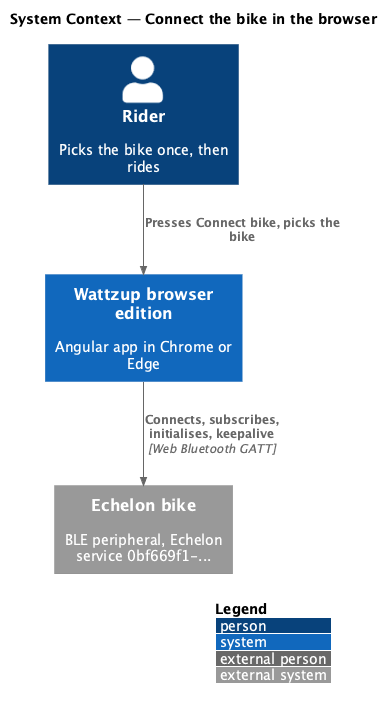 System Context — Connect the bike in the browser
Rider
Picks the bike once, then
rides
Presses Connect bike, picks the
bike
Wattzup browser
edition
Angular app in Chrome or
Edge
Connects, subscribes,
initialises, keepalive
[Web Bluetooth GATT]
Echelon bike
BLE peripheral, Echelon
service 0bf669f1-...
Legend
person
system
external person
external system